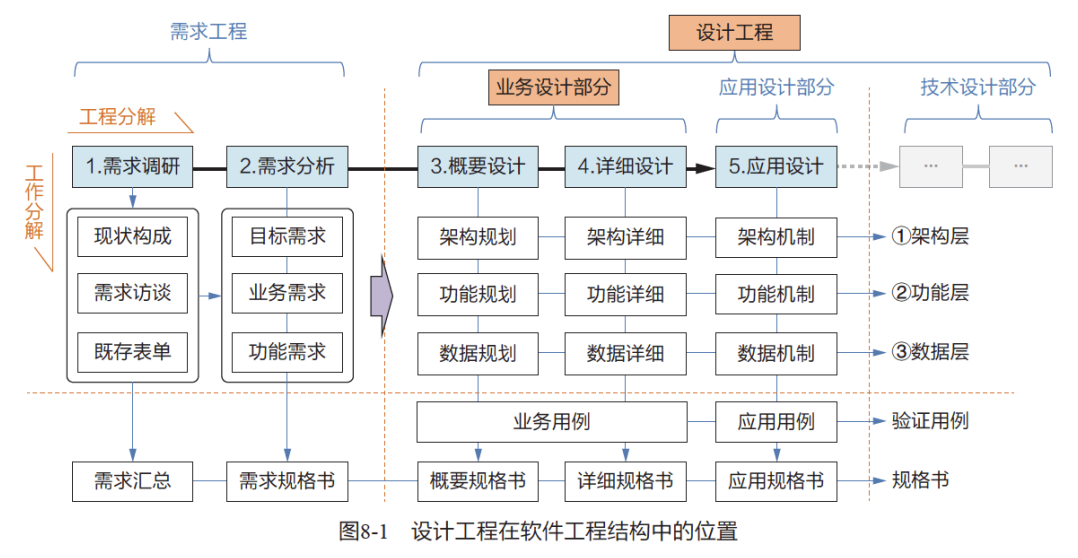 需求工程
设计工程
业务设计部分
应用设计部分
技术设计部分
工程分解
工作分解
1.需求调研
2.需求分析
3.概要设计
4.详细设计
5.应用设计
...
...
现状构成
目标需求
架构规划
架构详细
架构机制
①架构层
需求访谈
业务需求
功能规划
功能详细
功能机制
②功能层
既存表单
功能需求
数据规划
数据详细
数据机制
③数据层
业务用例
应用用例
验证用例
需求汇总
需求规格书
概要规格书
详细规格书
应用规格书
规格书
图8-1 设计工程在软件工程结构中的位置